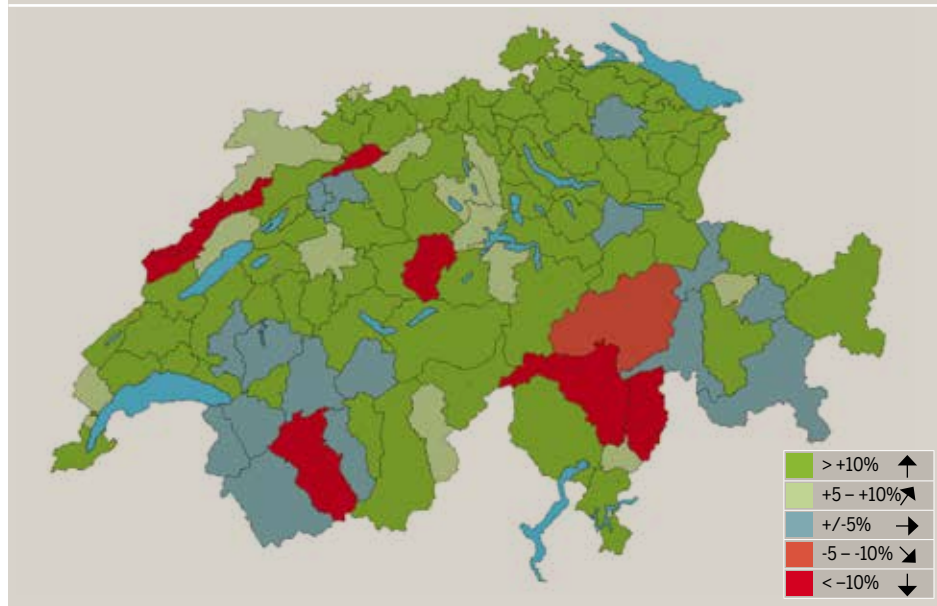 > +10%
+5 – +10%
+/-5%
-5 – -10%
< –10%